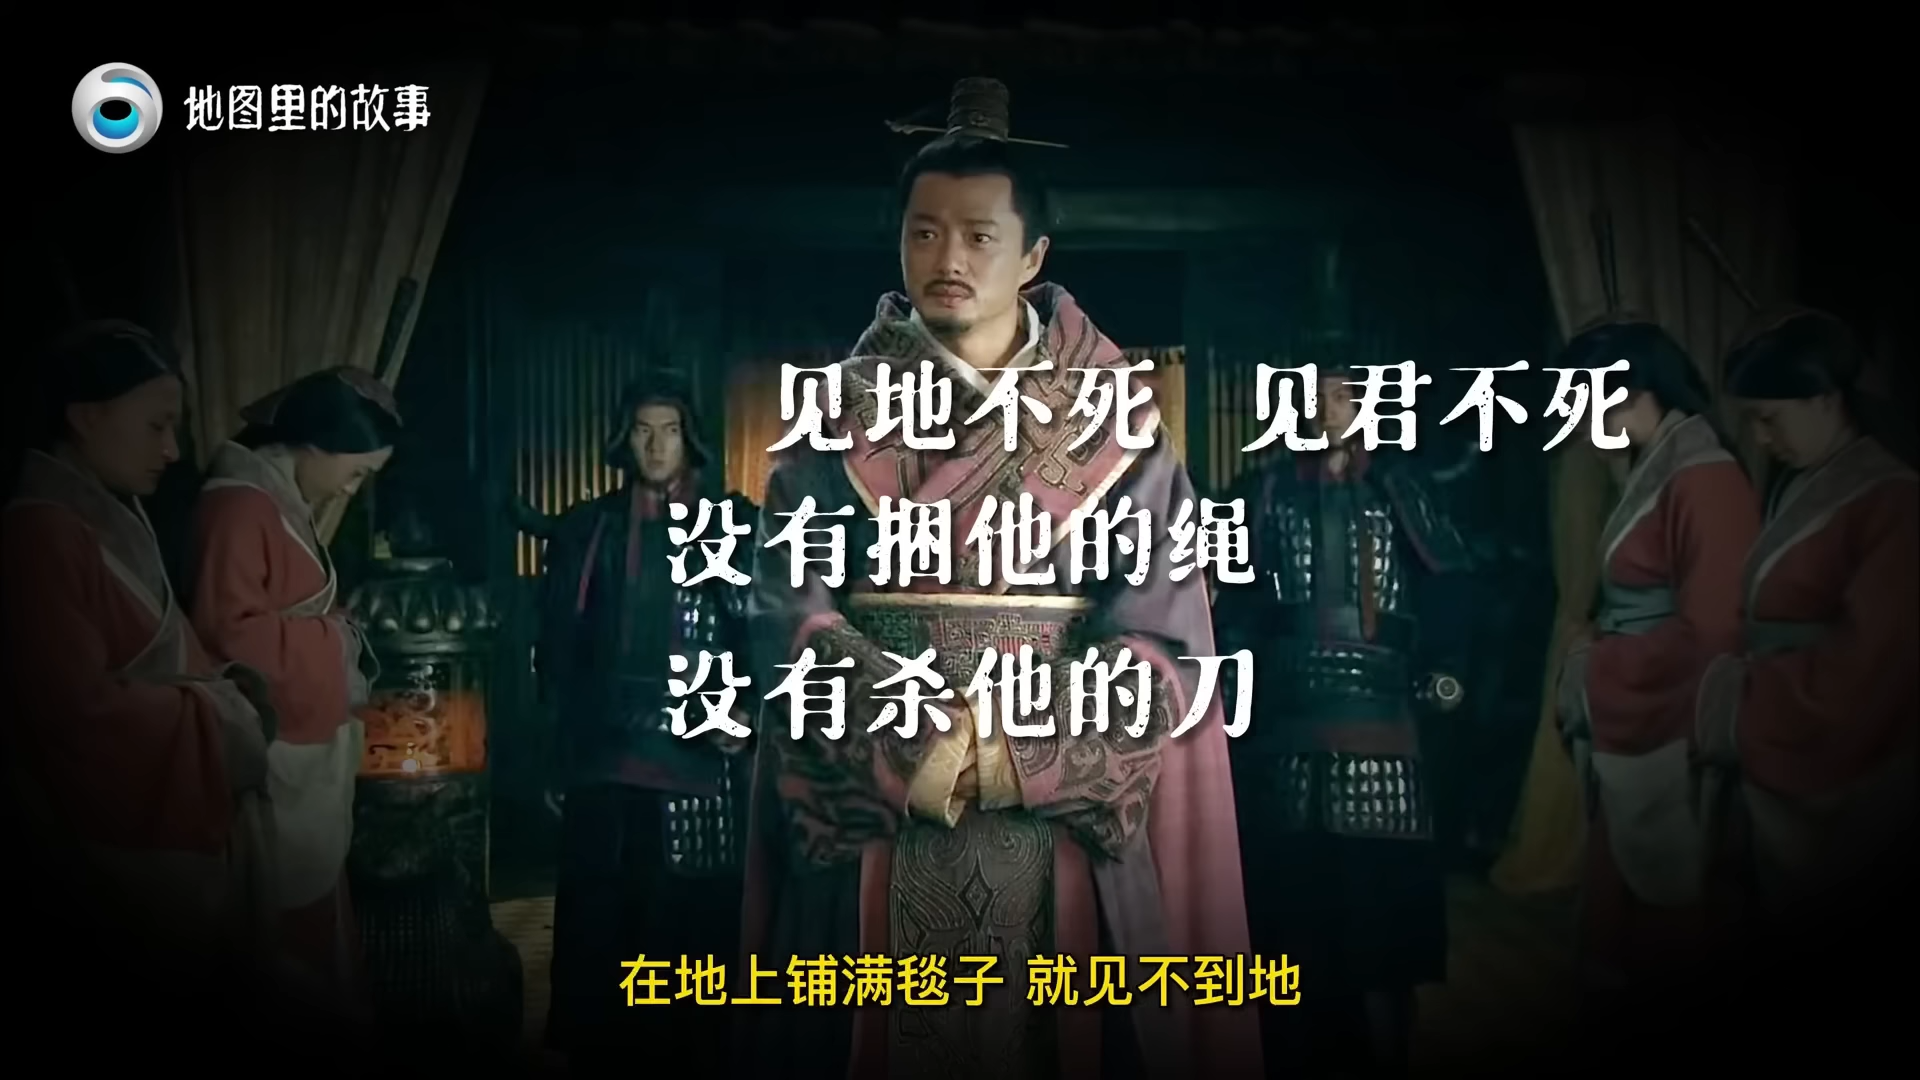 地图里的故事
见地不死 见君不死
没有捆他的绳
没有杀他的刀
在地上铺满毯子 就见不到地